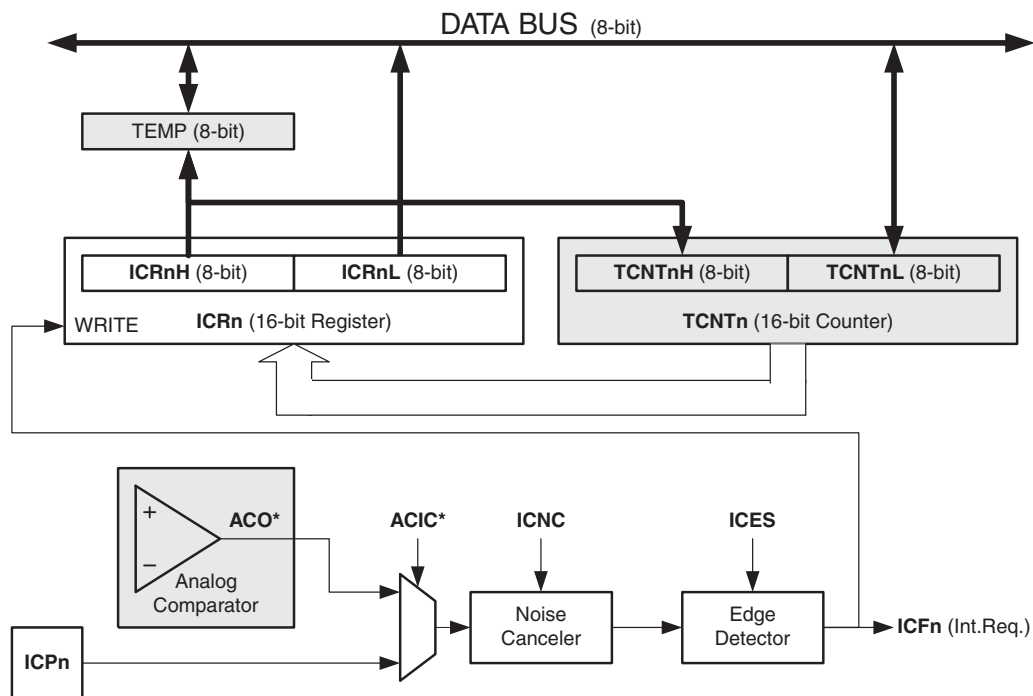 DATA BUS (8-bit)
TEMP (8-bit)
ICRnH (8-bit)
ICRnL (8-bit)
TCNTnH (8-bit)
TCNTnL (8-bit)
WRITE
ICRn (16-bit Register)
TCNTn (16-bit Counter)
+
−
ACO*
Analog
Comparator
ACIC*
ICNC
ICES
Noise
Canceler
Edge
Detector
ICFn (Int.Req.)
ICPn